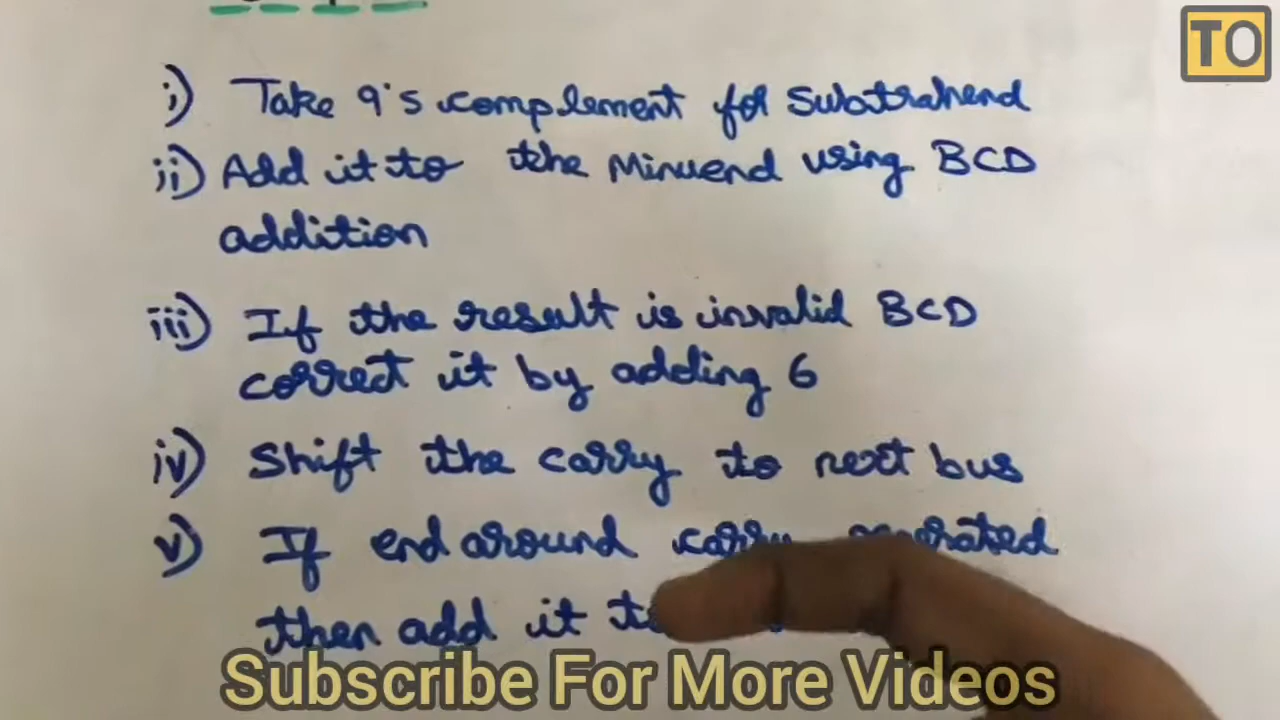 TO
i) Take 9's complement for Subtrahend
ii) Add it to the Minuend using BCD
addition
iii) If the result is invalid BCD
correct it by adding 6
iv) Shift the carry to next bus
v) If end around carry
then add it to
Subscribe For More Videos